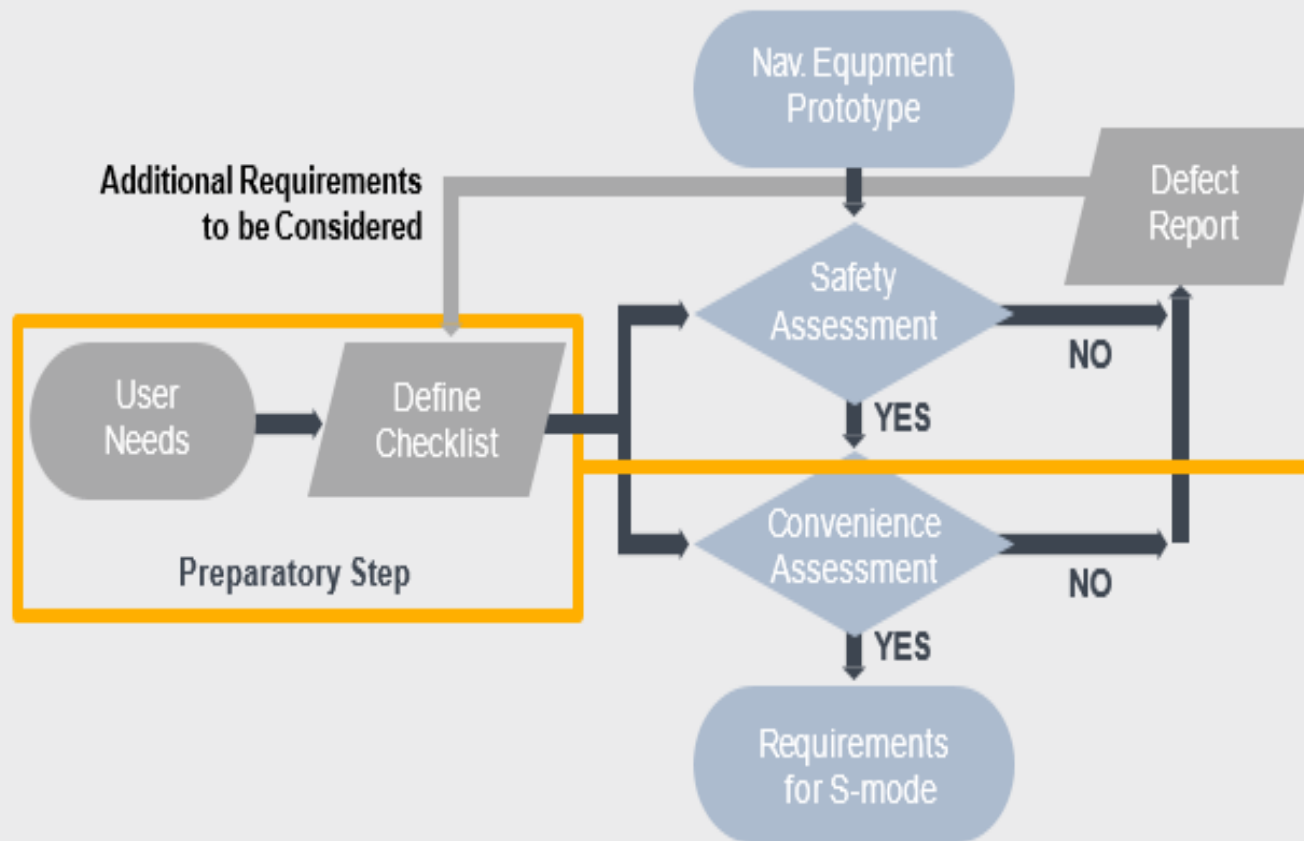 Nav. Equpment
Prototype
Additional Requirements
to be Considered
Defect
Report
Safety
Assessment
NO
YES
User
Needs
Define
Checklist
Preparatory Step
Convenience
Assessment
NO
YES
Requirements
for S-mode